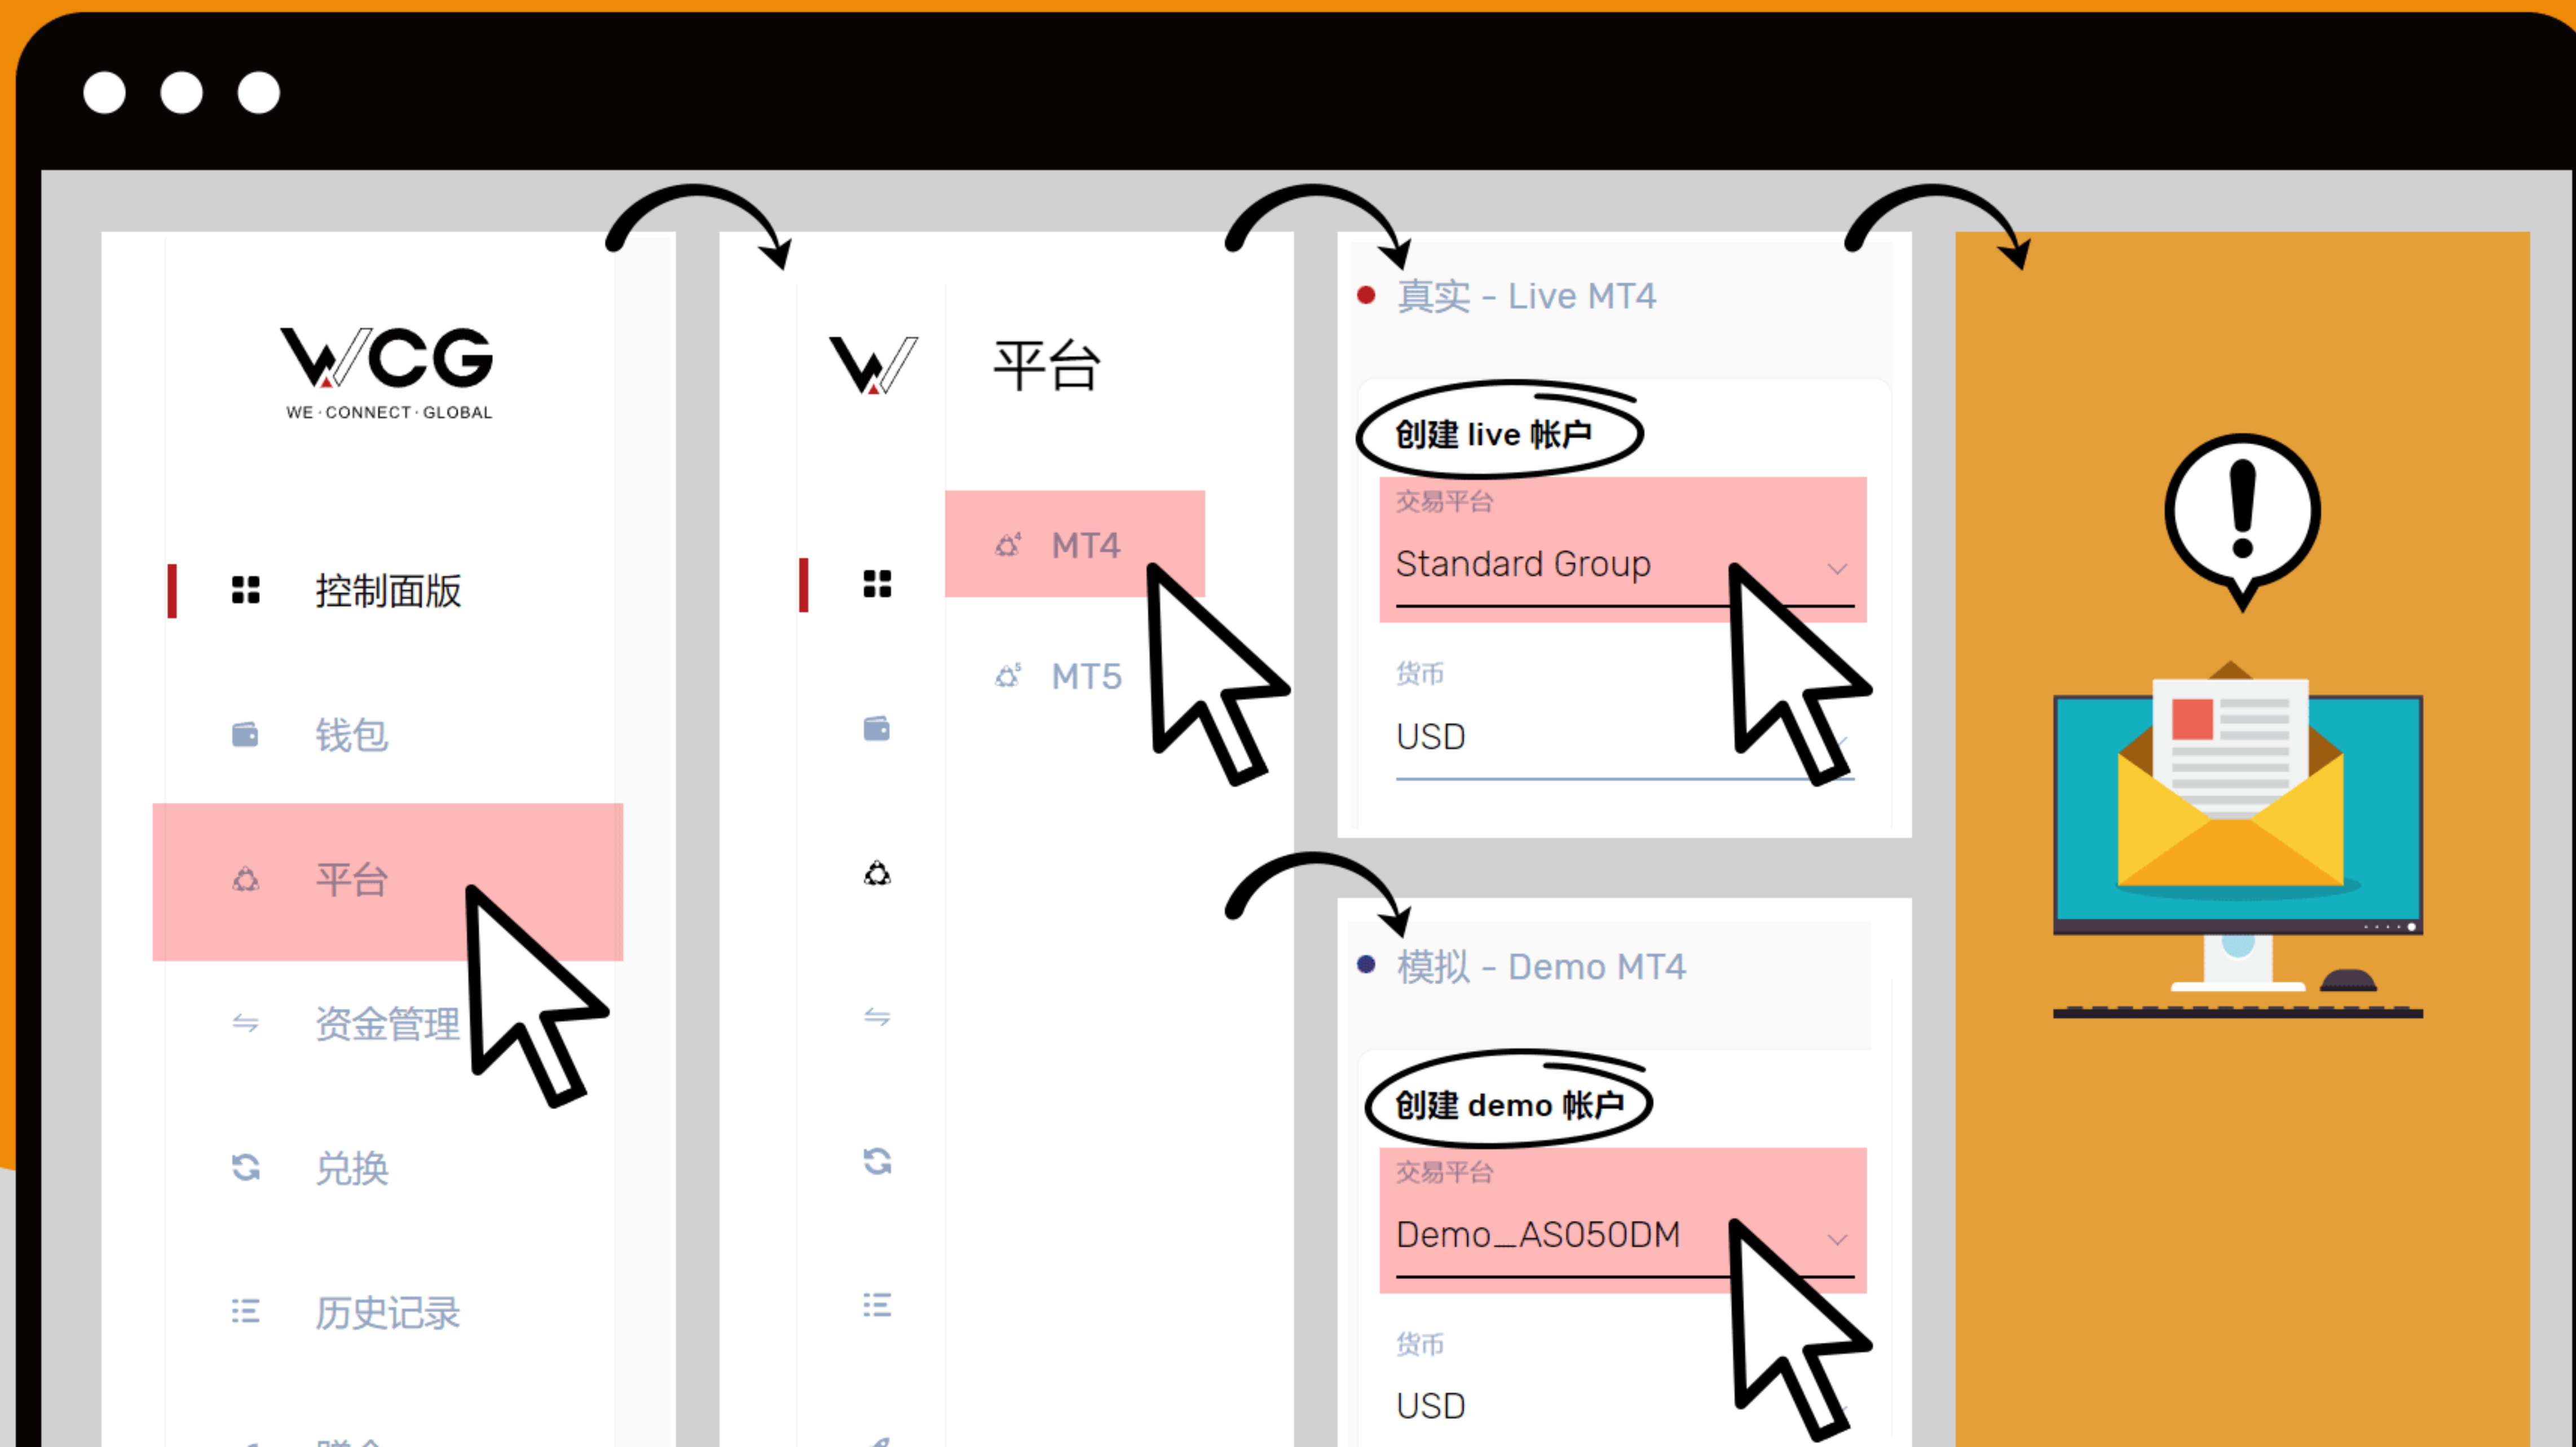 WCG
WE · CONNECT · GLOBAL
控制面版
钱包
平台
资金管理
兑换
历史记录
平台
MT4
MT5
真实 - Live MT4
创建 live 帐户
交易平台
Standard Group
货币
USD
模拟 - Demo MT4
创建 demo 帐户
交易平台
Demo_AS050DM
货币
USD